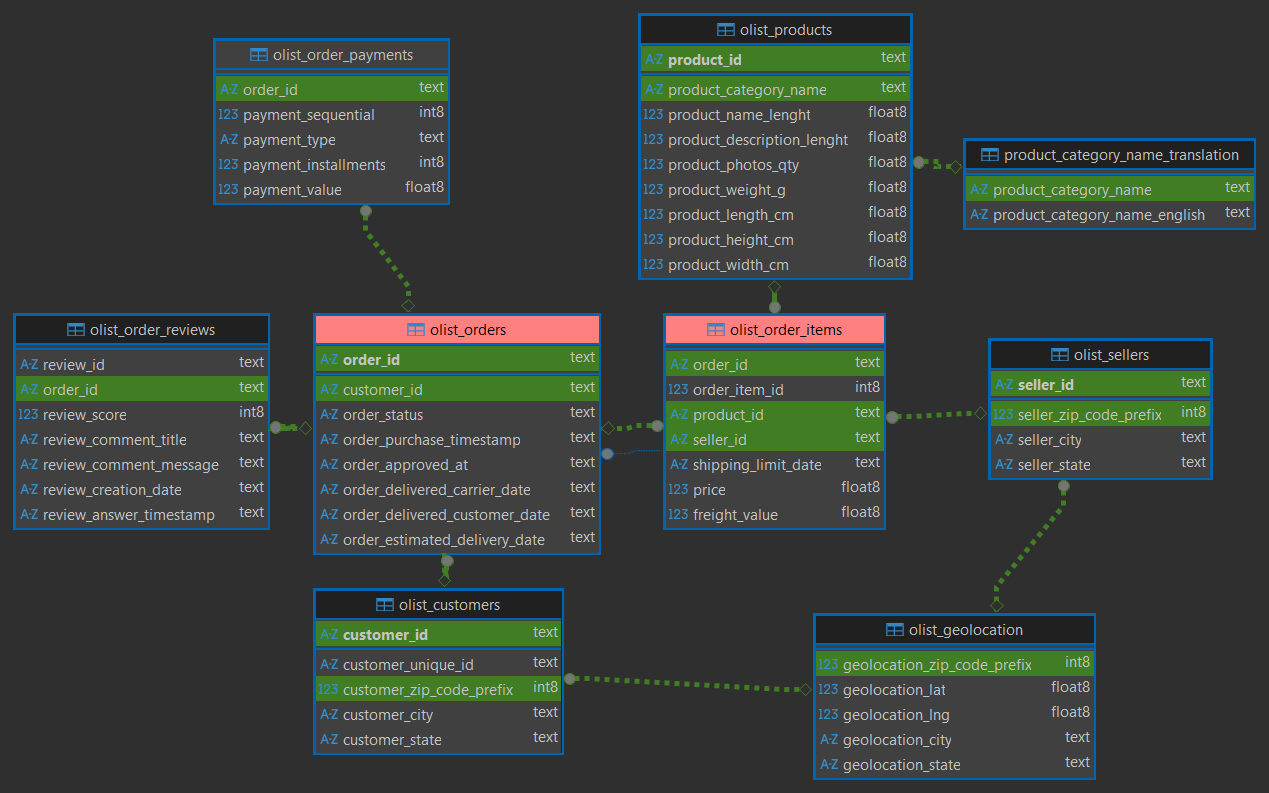 olist_order_payments
A-Z order_id text
123 payment_sequential int8
A-Z payment_type text
123 payment_installments int8
123 payment_value float8
olist_products
A-Z product_id text
A-Z product_category_name text
123 product_name_lenght float8
123 product_description_lenght float8
123 product_photos_qty float8
123 product_weight_g float8
123 product_length_cm float8
123 product_height_cm float8
123 product_width_cm float8
product_category_name_translation
A-Z product_category_name text
A-Z product_category_name_english text
olist_order_reviews
A-Z review_id text
A-Z order_id text
123 review_score int8
A-Z review_comment_title text
A-Z review_comment_message text
A-Z review_creation_date text
A-Z review_answer_timestamp text
olist_orders
A-Z order_id text
A-Z customer_id text
A-Z order_status text
A-Z order_purchase_timestamp text
A-Z order_approved_at text
A-Z order_delivered_carrier_date text
A-Z order_delivered_customer_date text
A-Z order_estimated_delivery_date text
olist_order_items
A-Z order_id text
123 order_item_id int8
A-Z product_id text
A-Z seller_id text
A-Z shipping_limit_date text
123 price float8
123 freight_value float8
olist_sellers
A-Z seller_id text
123 seller_zip_code_prefix int8
A-Z seller_city text
A-Z seller_state text
olist_customers
A-Z customer_id text
A-Z customer_unique_id text
123 customer_zip_code_prefix int8
A-Z customer_city text
A-Z customer_state text
olist_geolocation
123 geolocation_zip_code_prefix int8
123 geolocation_lat float8
123 geolocation_lng float8
A-Z geolocation_city text
A-Z geolocation_state text